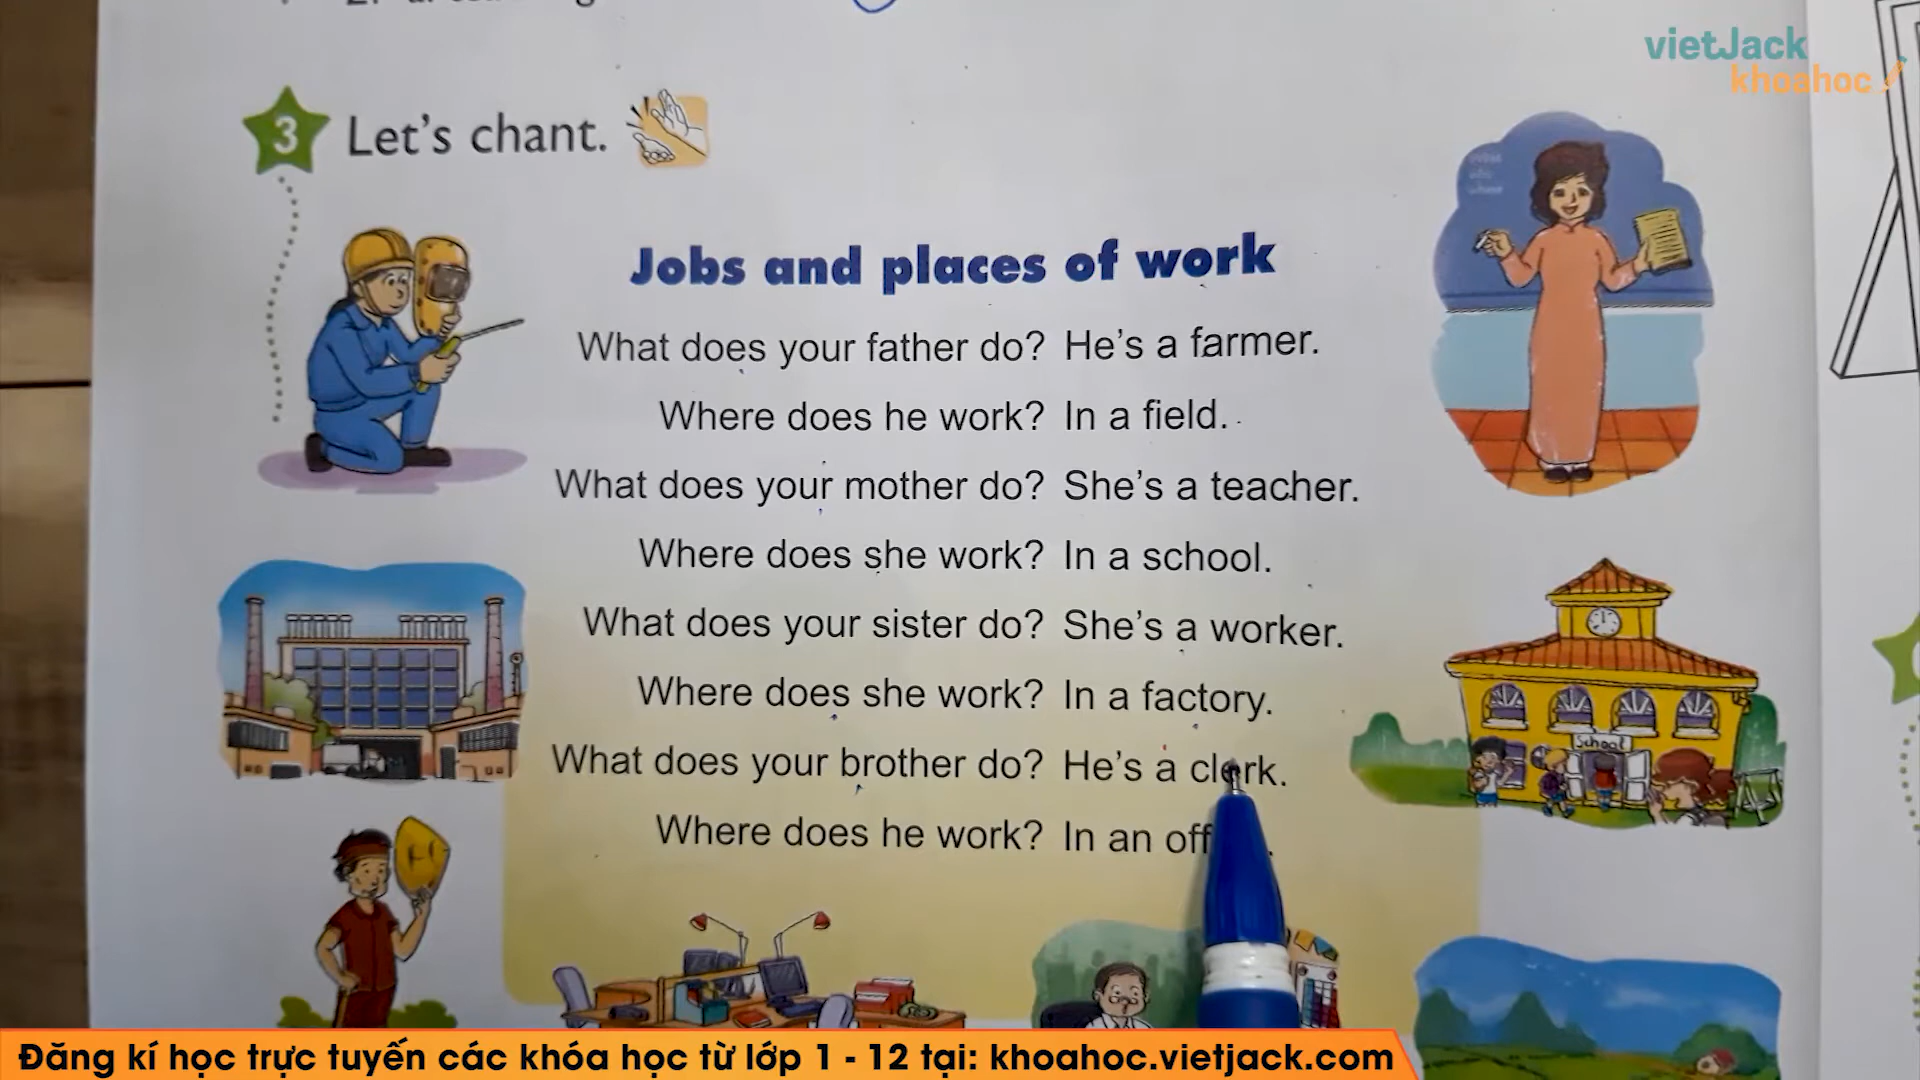 vietJack
khoahoc
3 Let's chant.
Jobs and places of work
What does your father do? He's a farmer.
Where does he work? In a field.
What does your mother do? She's a teacher.
Where does she work? In a school.
What does your sister do? She's a worker.
Where does she work? In a factory.
What does your brother do? He's a clerk.
Where does he work? In an
School
Đăng kí học trực tuyến các khóa học từ lớp 1 - 12 tại: khoahoc.vietjack.com